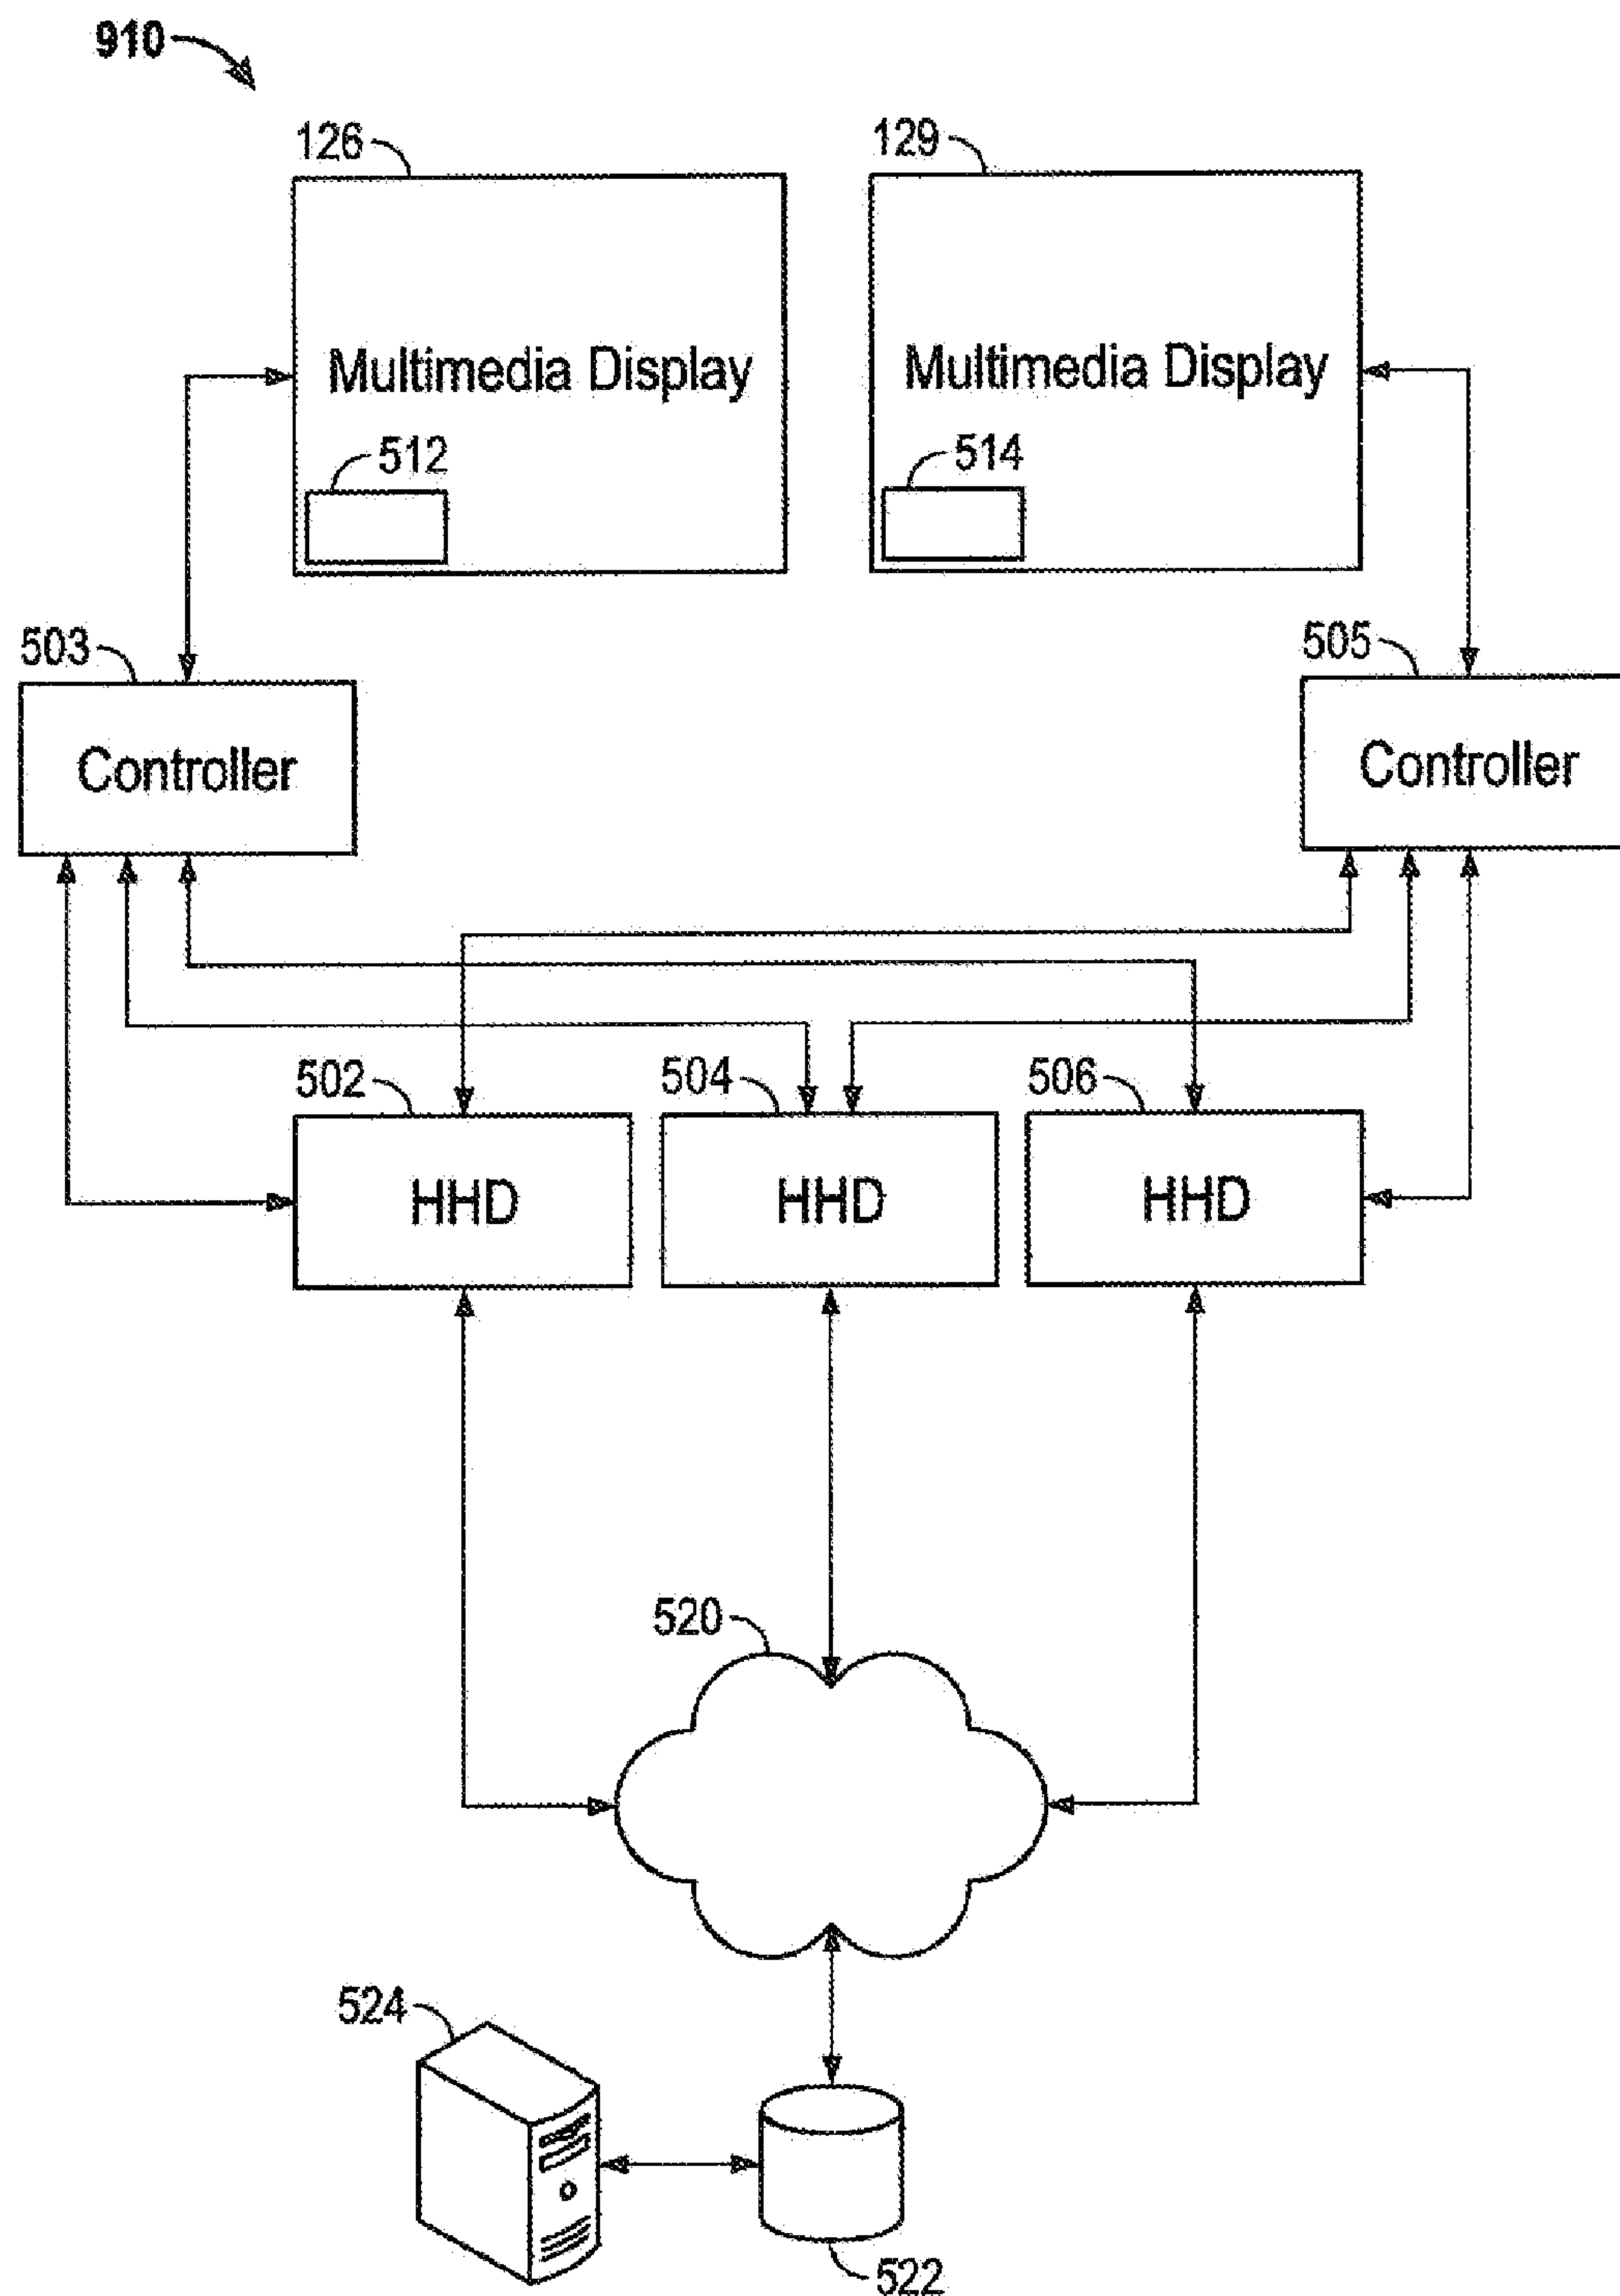 910
126
129
Multimedia Display
Multimedia Display
512
514
503
505
Controller
Controller
502
504
506
HHD
HHD
HHD
520
524
522